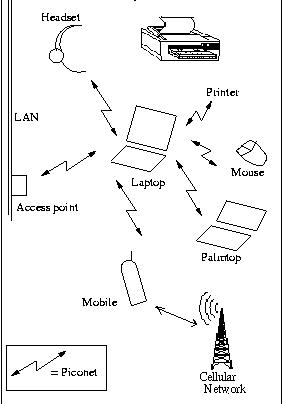 Headset
Printer
LAN
Mouse
Laptop
Access point
Palmtop
Mobile
= Piconet
Cellular
Network